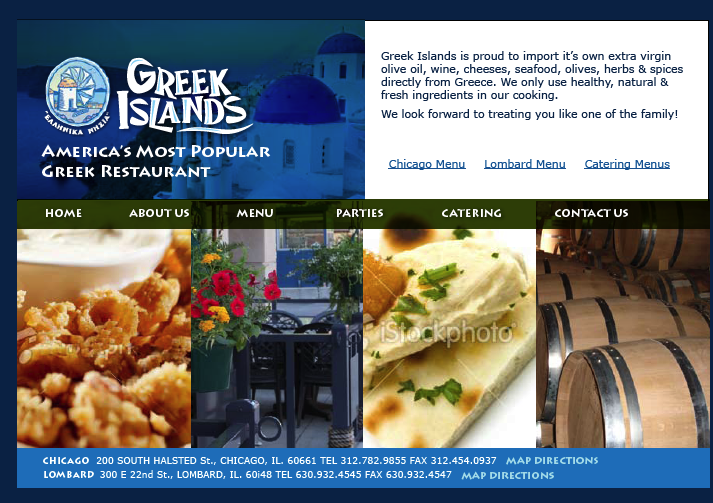 GREEK
ISLANDS
"ΕΛΛΗΝΙΚΑ ΝΗΣΙΑ"
AMERICA'S MOST POPULAR
GREEK RESTAURANT
Greek Islands is proud to import it's own extra virgin
olive oil, wine, cheeses, seafood, olives, herbs & spices
directly from Greece. We only use healthy, natural &
fresh ingredients in our cooking.
We look forward to treating you like one of the family!
Chicago Menu Lombard Menu Catering Menus
HOME ABOUT US MENU PARTIES CATERING CONTACT US
iStockphoto
CHICAGO 200 SOUTH HALSTED St., CHICAGO, IL. 60661 TEL 312.782.9855 FAX 312.454.0937 MAP DIRECTIONS
LOMBARD 300 E 22nd St., LOMBARD, IL. 60i48 TEL 630.932.4545 FAX 630.932.4547 MAP DIRECTIONS